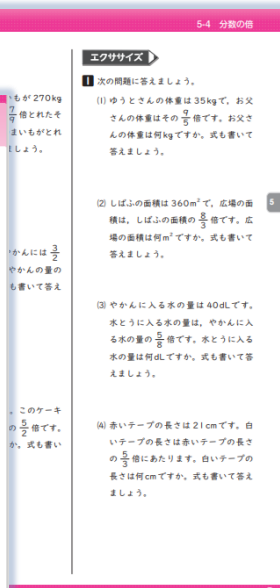 5-4 分数の倍
もが270kg
7/9 倍とれたそ
まいもがとれ
ましょう。
かんには 3/2
やかんの量の
も書いて答え
。このケーキ
の 5/2 倍です。
か。式も書い
エクササイズ
1 次の問題に答えましょう。
(1) ゆうとさんの体重は35kgで，お父
さんの体重はその 9/5 倍です。お父さ
んの体重は何kgですか。式も書いて
答えましょう。
(2) しばふの面積は360m²で，広場の面
積は，しばふの面積の 8/3 倍です。広
場の面積は何m²ですか。式も書いて
答えましょう。
(3) やかんに入る水の量は40dLです。
水とうに入る水の量は，やかんに入
る水の量の 5/8 倍です。水とうに入る
水の量は何dLですか。式も書いて答
えましょう。
(4) 赤いテープの長さは21cmです。白
いテープの長さは赤いテープの長さ
の 5/3 倍にあたります。白いテープの
長さは何cmですか。式も書いて答え
ましょう。
5